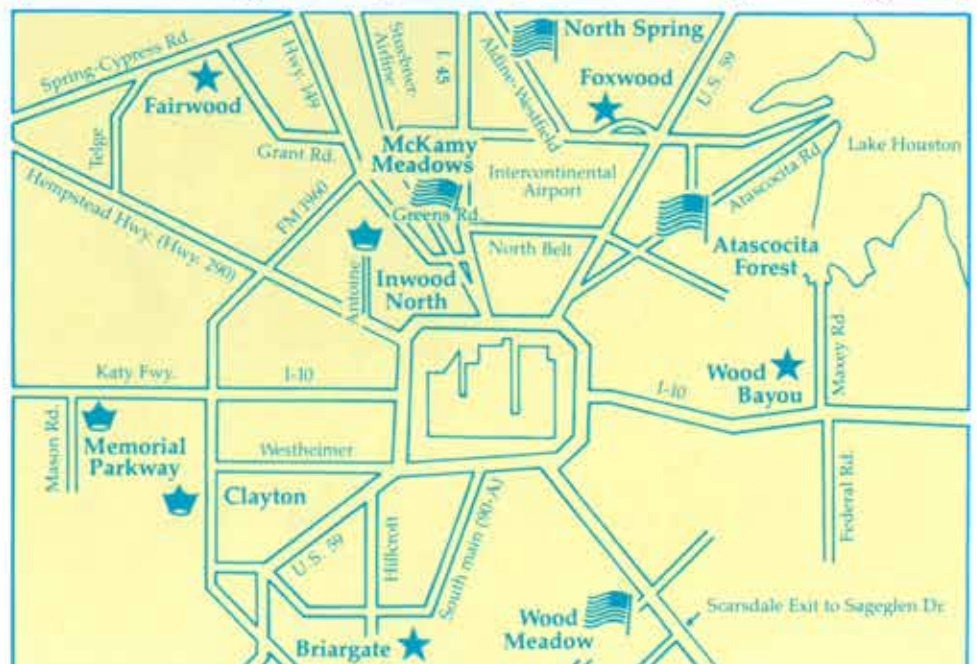 Spring-Cypress Rd.
Fairwood
Telge
Hwy. 149
Grant Rd.
I-45
Aldine-Westfield
North Spring
Foxwood
U.S. 59
Lake Houston
McKamy
Meadows
Greens Rd.
Intercontinental
Airport
Atascocita Rd.
Hempstead Hwy. (Hwy. 290)
FM 1960
Antoine
Inwood
North
North Belt
Atascocita
Forest
Katy Fwy.
I-10
I-10
Wood
Bayou
Maxey Rd.
Mason Rd.
Memorial
Parkway
Westheimer
Clayton
Federal Rd.
U.S. 59
Hillcroft
South main (90-A)
Scarsdale Exit to Sageglen Dr.
Wood
Meadow
Briargate